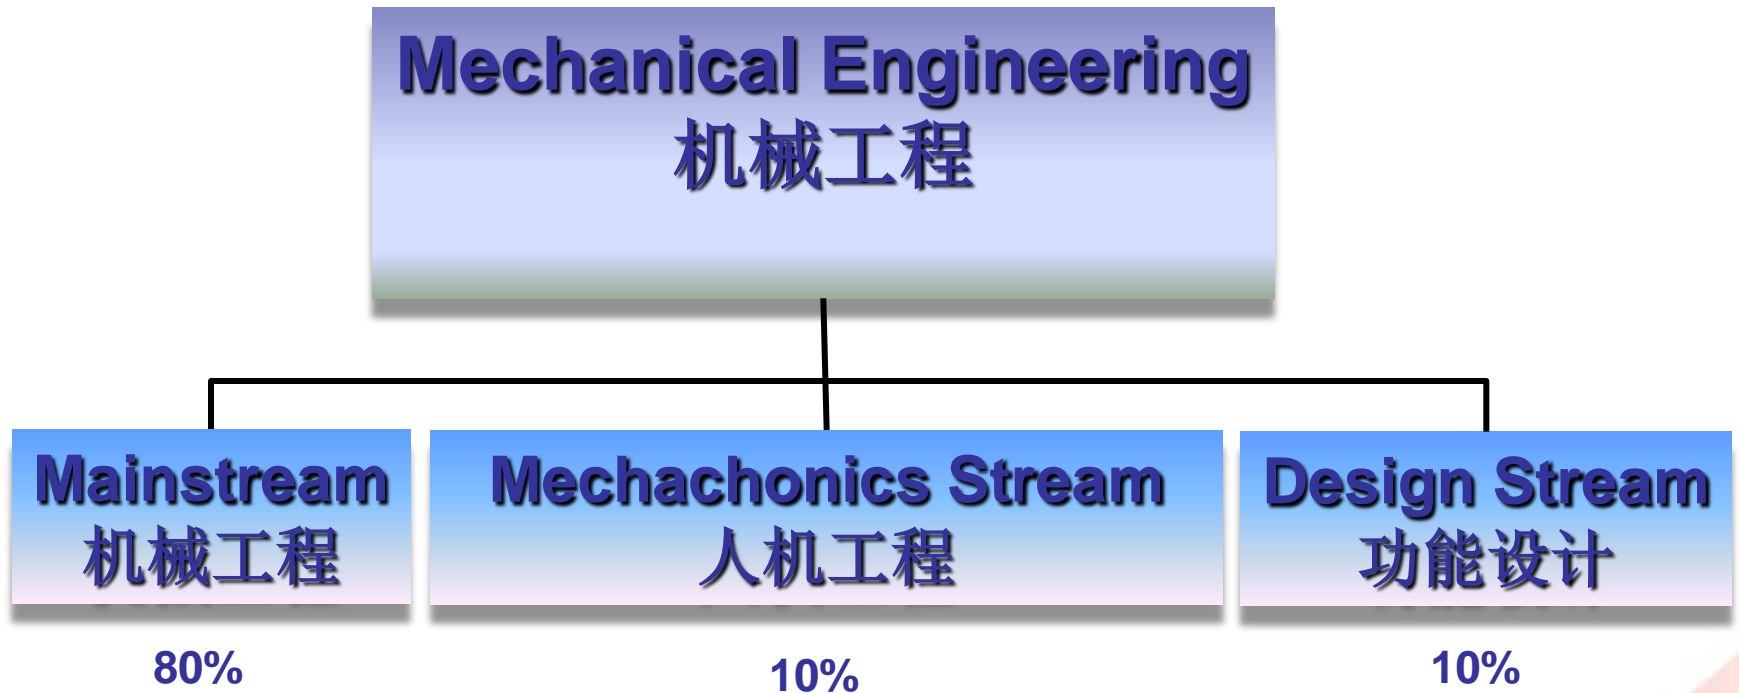 Mechanical Engineering
机械工程
Mainstream
机械工程
Mechachonics Stream
人机工程
Design Stream
功能设计
80%
10%
10%